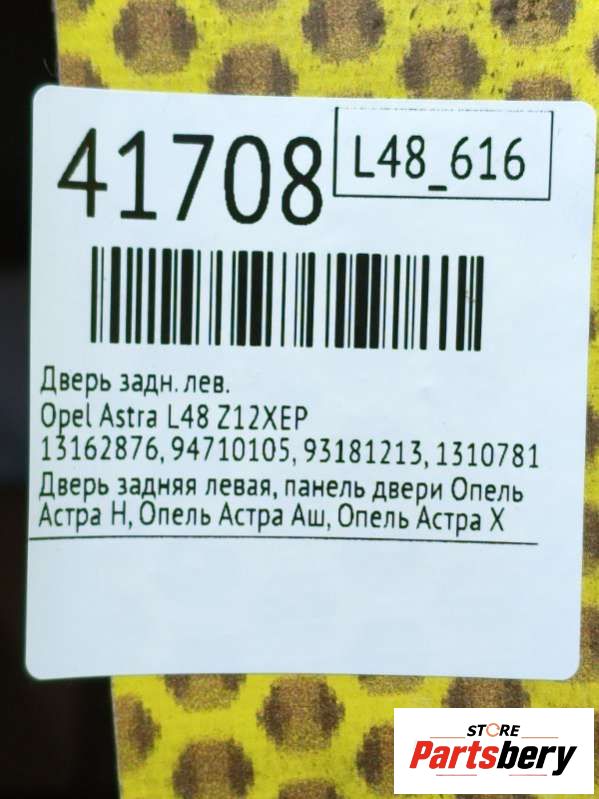 41708
L48_616
Дверь задн. лев.
Opel Astra L48 Z12XEP
13162876, 94710105, 93181213, 1310781
Дверь задняя левая, панель двери Опель
Астра Н, Опель Астра Аш, Опель Астра Х
STORE
Partsbery